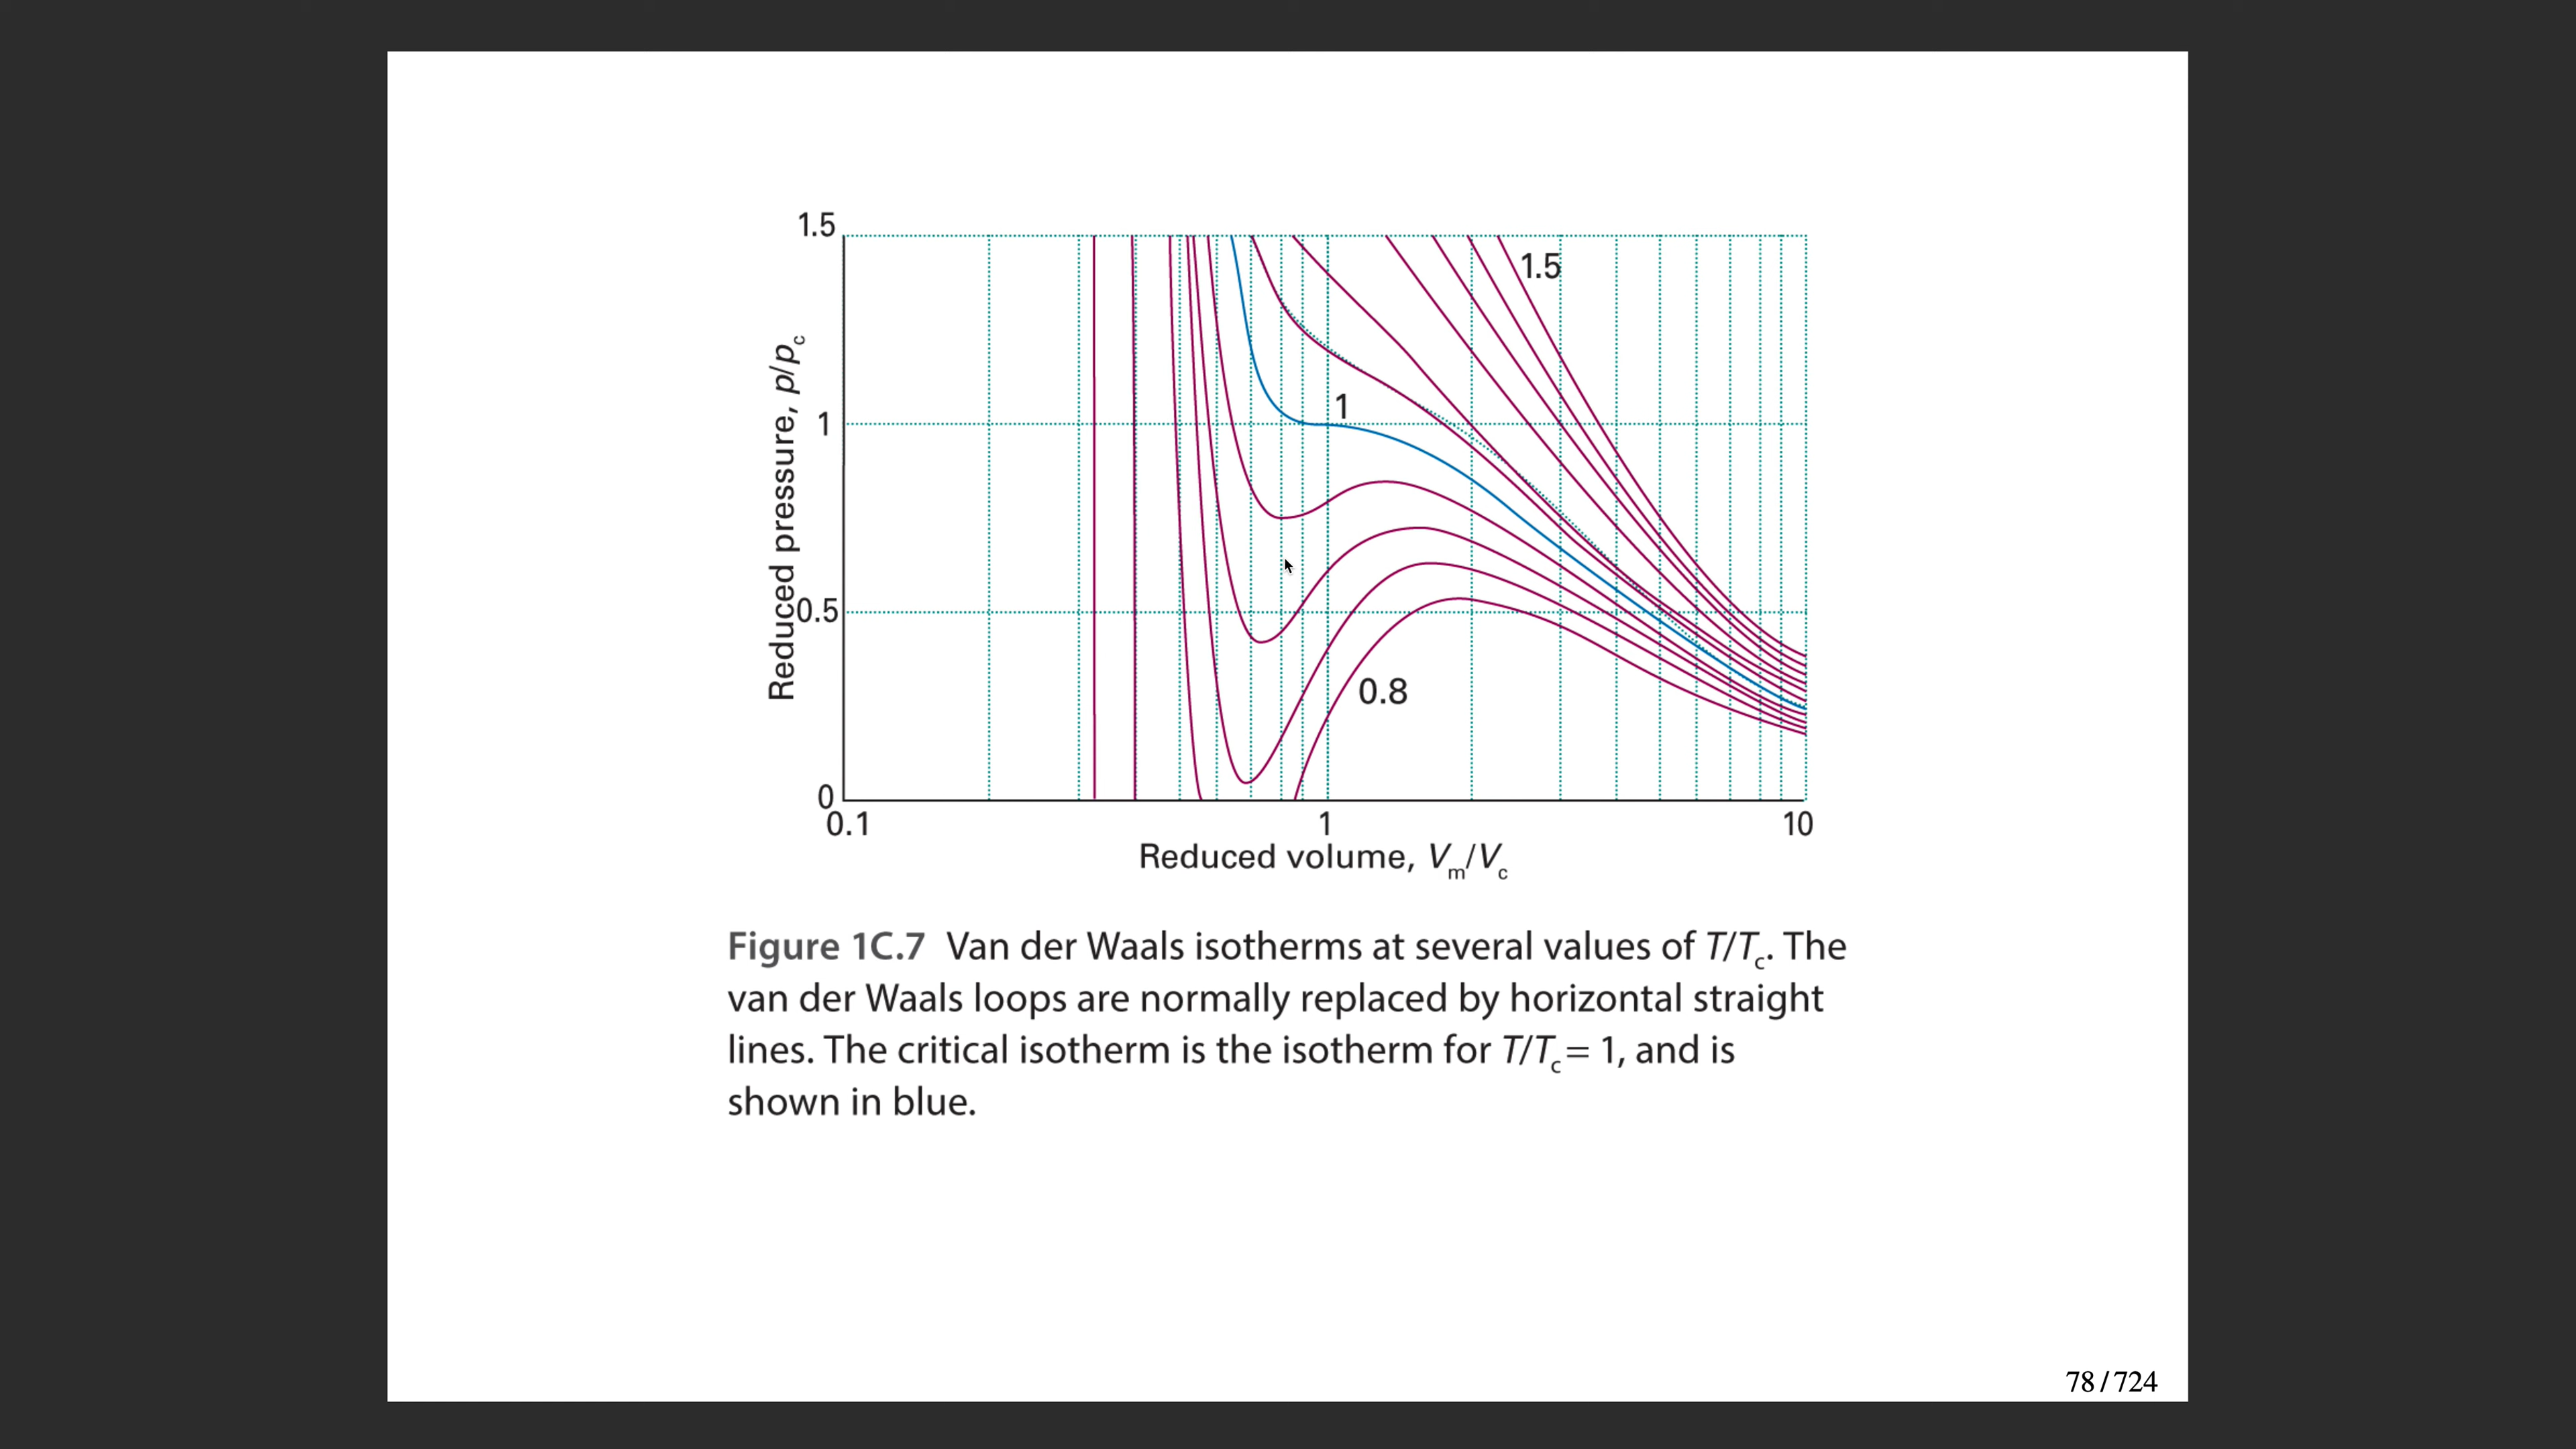 1.5
1.5
1
1
0.5
0.8
0
0.1
1
10
Reduced pressure, p/pc
Reduced volume, Vm/Vc
Figure 1C.7 Van der Waals isotherms at several values of T/Tc. The
van der Waals loops are normally replaced by horizontal straight
lines. The critical isotherm is the isotherm for T/Tc= 1, and is
shown in blue.
78/724